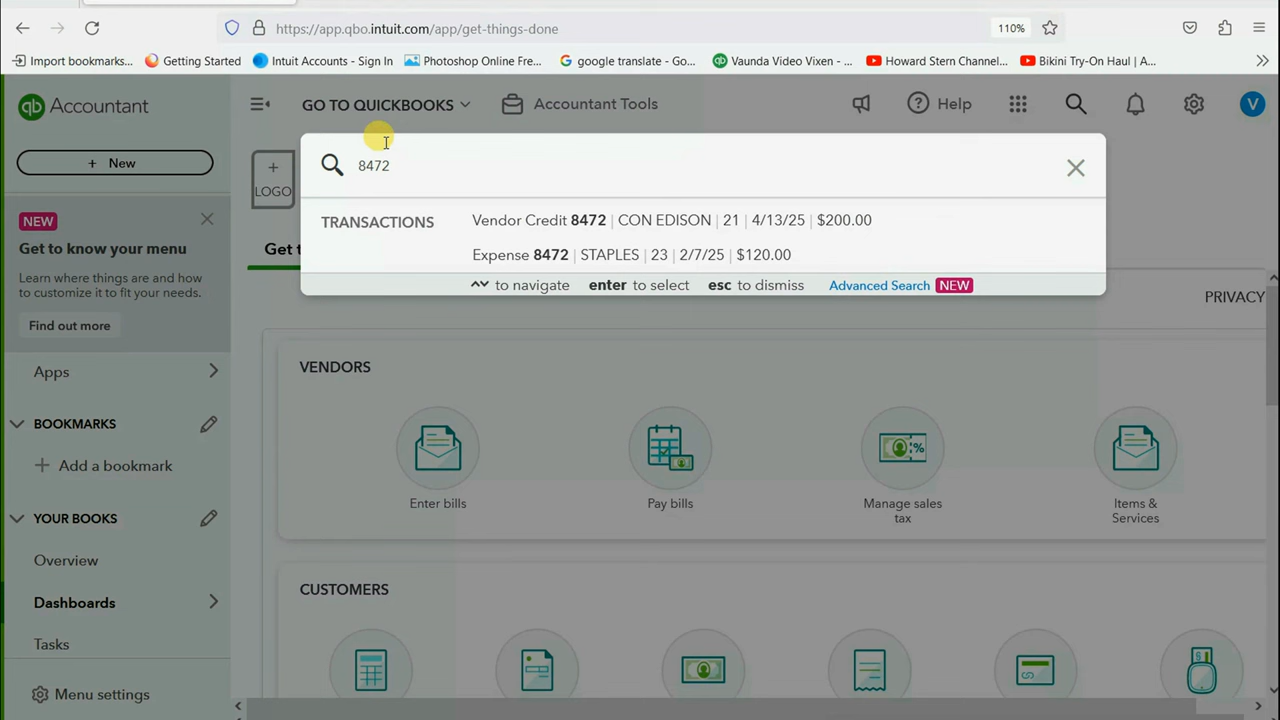 https://app.qbo.intuit.com/app/get-things-done
110%
Import bookmarks...
Getting Started
Intuit Acconts - Sign In
Photoshop Online Fre...
google translate - Go...
Vaunda Video Vixen - ...
Howard Stern Channel...
Bikini Try-On Haul | A...
qb Accountant
GO TO QUICKBOOKS
Accountant Tools
Help
V
+ New
+ LOGO
8472
NEW
Get to know your menu
Learn where things are and how
to customize it to fit your needs.
Find out more
TRANSACTIONS
Vendor Credit 8472 | CON EDISON | 21 | 4/13/25 | $200.00
Expense 8472 | STAPLES | 23 | 2/7/25 | $120.00
to navigate enter to select esc to dismiss Advanced Search NEW
Get t
PRIVACY
Apps
BOOKMARKS
+ Add a bookmark
YOUR BOOKS
Overview
Dashboards
Tasks
Menu settings
VENDORS
Enter bills
Pay bills
Manage sales
tax
Items &
Services
CUSTOMERS